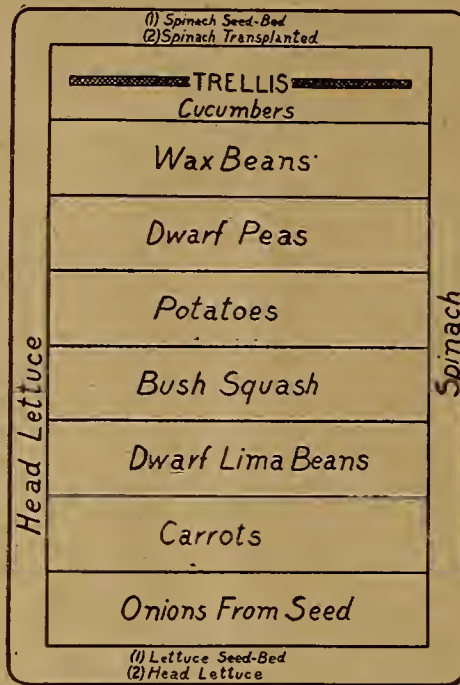 (1) Spinach Seed-Bed
(2) Spinach Transplanted
TRELLIS
Cucumbers
Wax Beans
Dwarf Peas
Potatoes
Bush Squash
Dwarf Lima Beans
Carrots
Onions From Seed
Head Lettuce
Spinach
(1) Lettuce Seed-Bed
(2) Head Lettuce